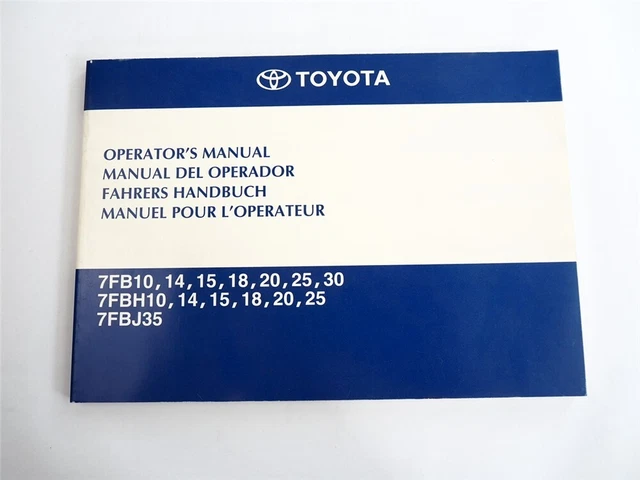 TOYOTA
OPERATOR'S MANUAL
MANUAL DEL OPERADOR
FAHRERS HANDBUCH
MANUEL POUR L'OPERATEUR
7FB10, 14, 15, 18, 20, 25, 30
7FBH10, 14, 15, 18, 20, 25
7FBJ35